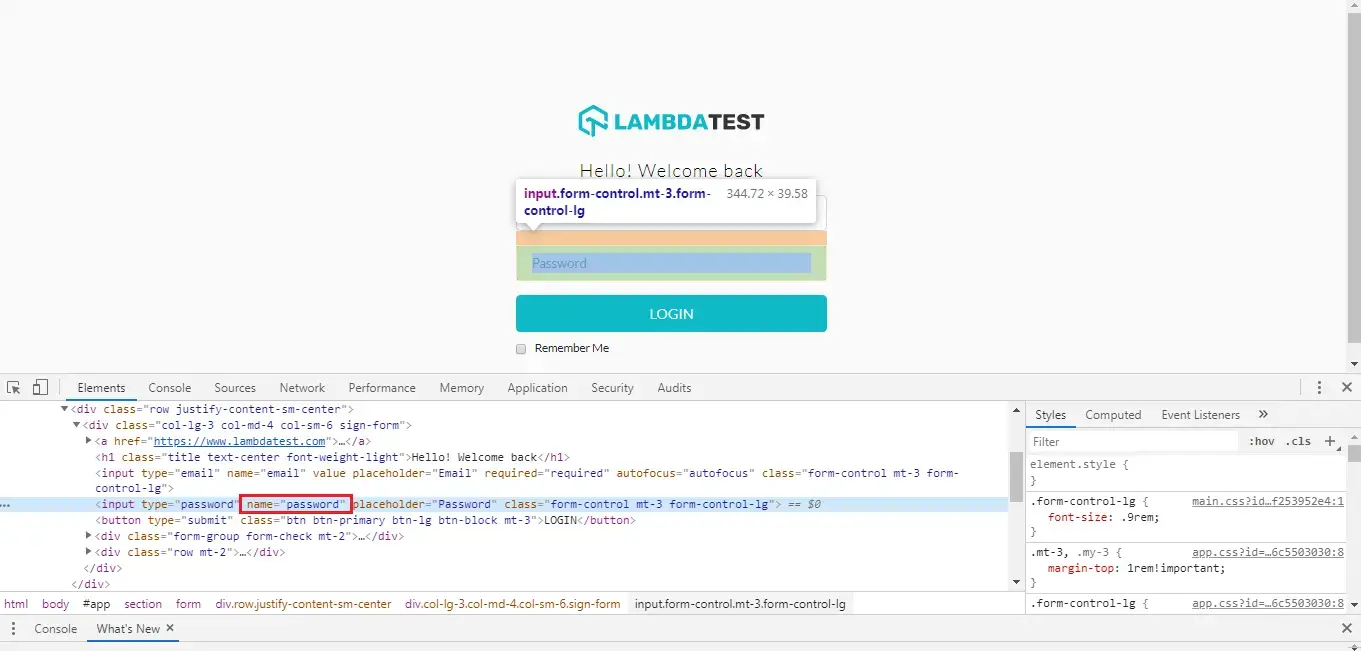 LAMBDATEST
Hello! Welcome back
input.form-control.mt-3.form- 344.72 × 39.58
control-lg
Password
LOGIN
Remember Me
Elements Console Sources Network Performance Memory Application Security Audits
<div class="row justify-content-sm-center">
<div class="col-lg-3 col-md-4 col-sm-6 sign-form">
<a href="https://www.lambdatest.com">…</a>
<h1 class="title text-center font-weight-light">Hello! Welcome back</h1>
<input type="email" name="email" value placeholder="Email" required="required" autofocus="autofocus" class="form-control mt-3 form-
control-lg">
<input type="password" name="password" placeholder="Password" class="form-control mt-3 form-control-lg"> == $0
<button type="submit" class="btn btn-primary btn-lg btn-block mt-3">LOGIN</button>
<div class="form-group form-check mt-2">…</div>
<div class="row mt-2">…</div>
</div>
</div>
html body #app section form div.row.justify-content-sm-center div.col-lg-3.col-md-4.col-sm-6.sign-form input.form-control.mt-3.form-control-lg
Styles Computed Event Listeners »
Filter :hov .cls +
element.style {
}
.form-control-lg { main.css?id=…f253952e4:1
font-size: .9rem;
}
.mt-3, .my-3 { app.css?id=…6c5503030:8
margin-top: 1rem!important;
}
.form-control-lg { app.css?id=…6c5503030:8
Console What's New ×